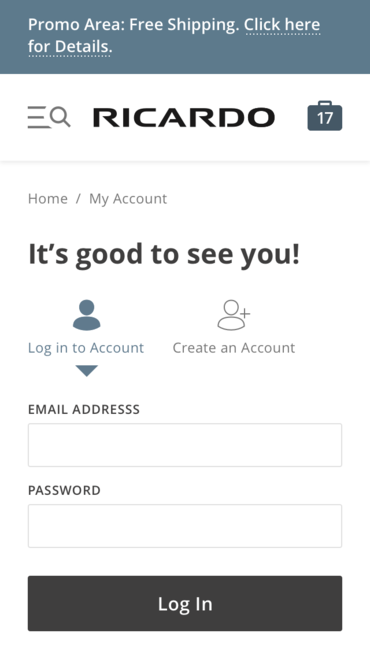 Promo Area: Free Shipping. Click here
for Details.
RICARDO
17
Home / My Account
It’s good to see you!
Log in to Account
Create an Account
EMAIL ADDRESSS
PASSWORD
Log In